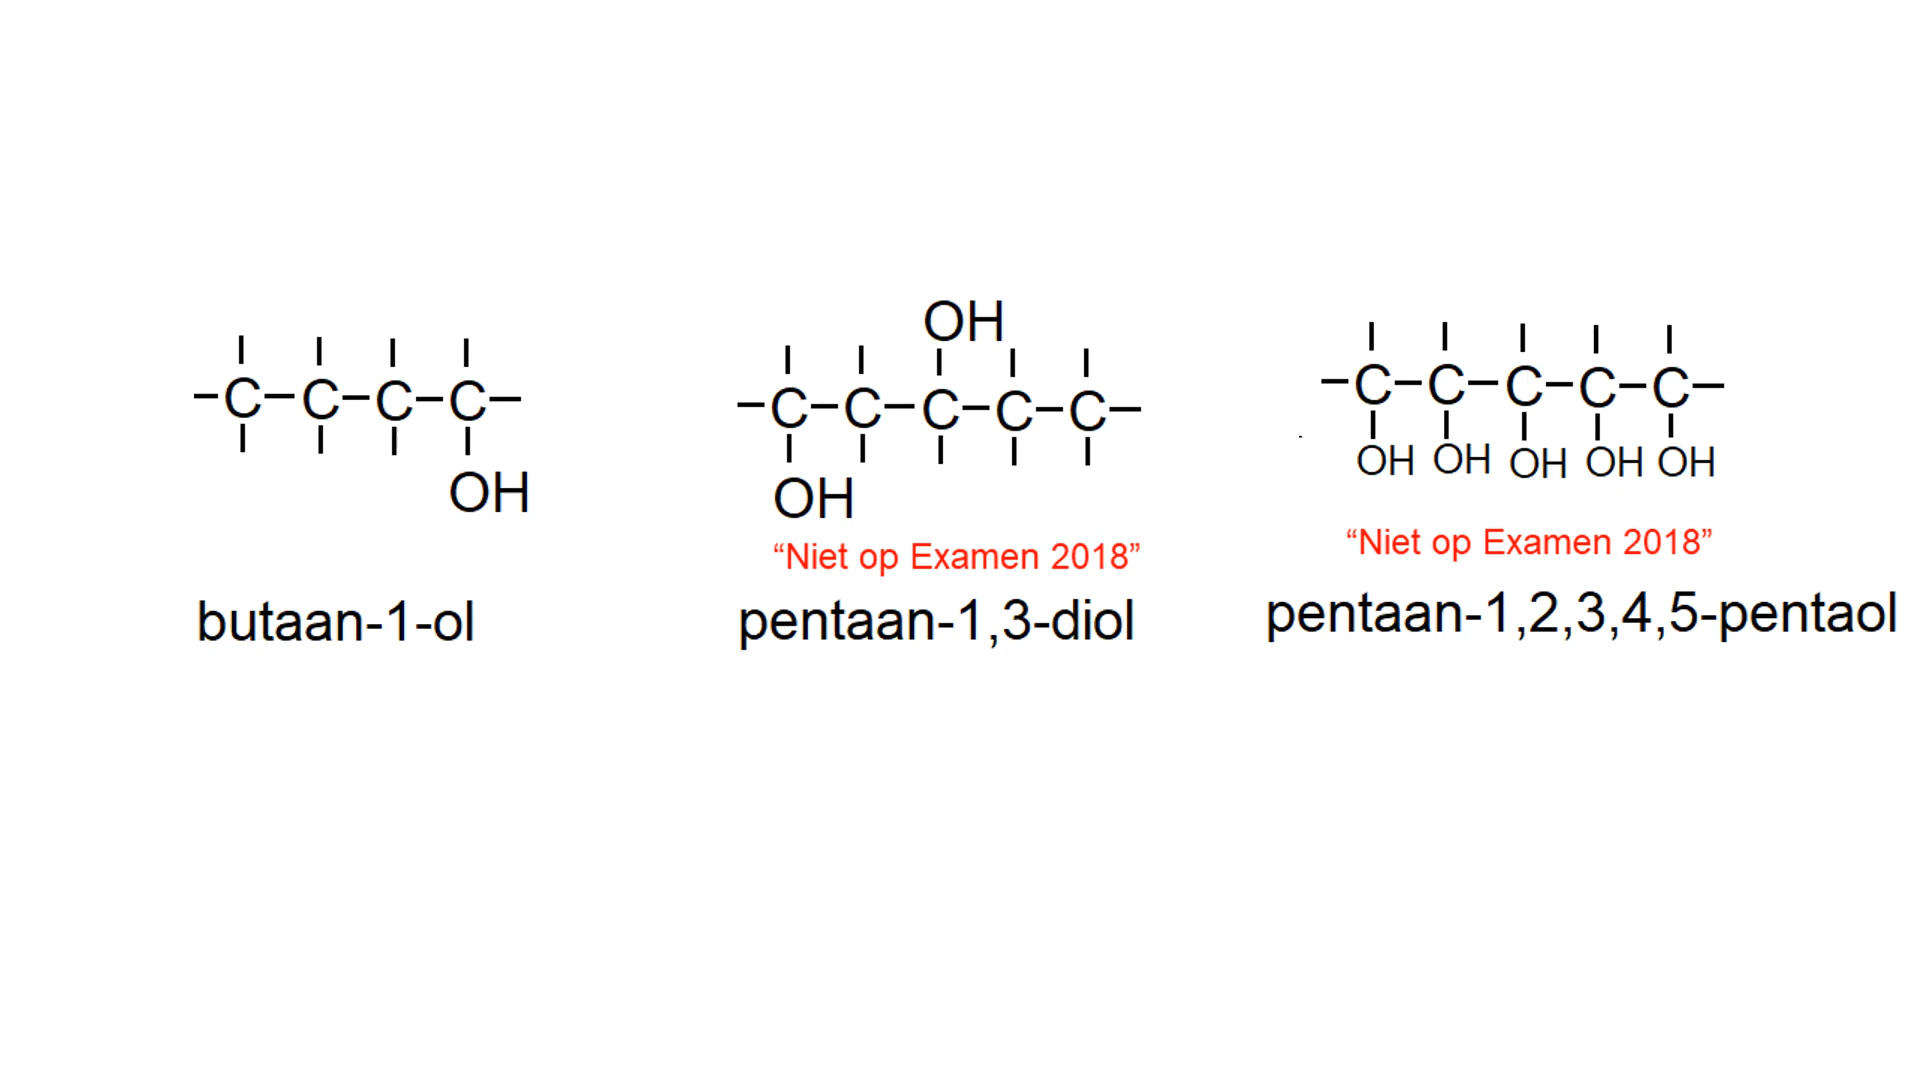 OH
C C C C
C C C C C
C C C C C
OH
OH
OH OH OH OH OH
“Niet op Examen 2018”
“Niet op Examen 2018”
butaan-1-ol
pentaan-1,3-diol
pentaan-1,2,3,4,5-pentaol